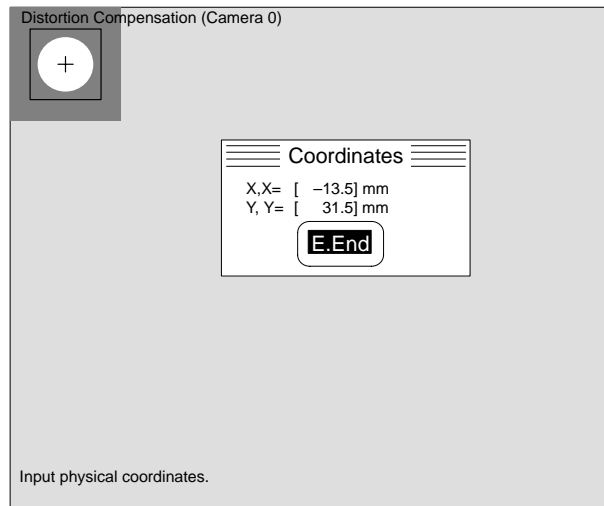 Distortion Compensation (Camera 0)
Coordinates
X,X= [ –13.5] mm
Y, Y= [ 31.5] mm
E.End
Input physical coordinates.